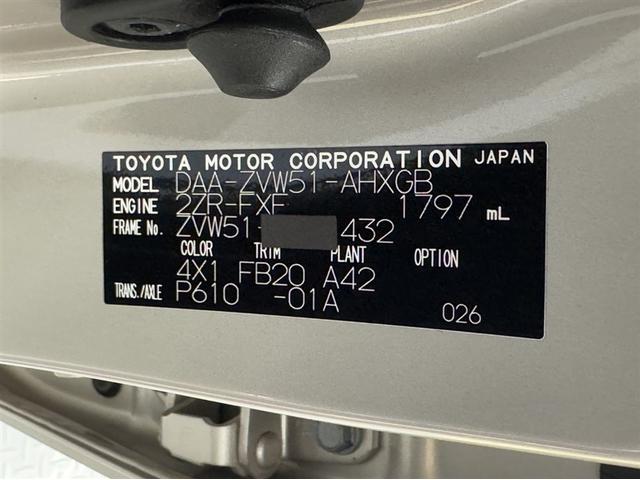 TOYOTA MOTOR CORPORATION JAPAN
MODEL DAA-ZVW51-AHXGB
ENGINE 2ZR-FXE 1797 mL
FRAME No. ZVW51- 432
COLOR TRIM PLANT OPTION
4X1 FB20 A42
TRANS./AXLE P610 -01A
026